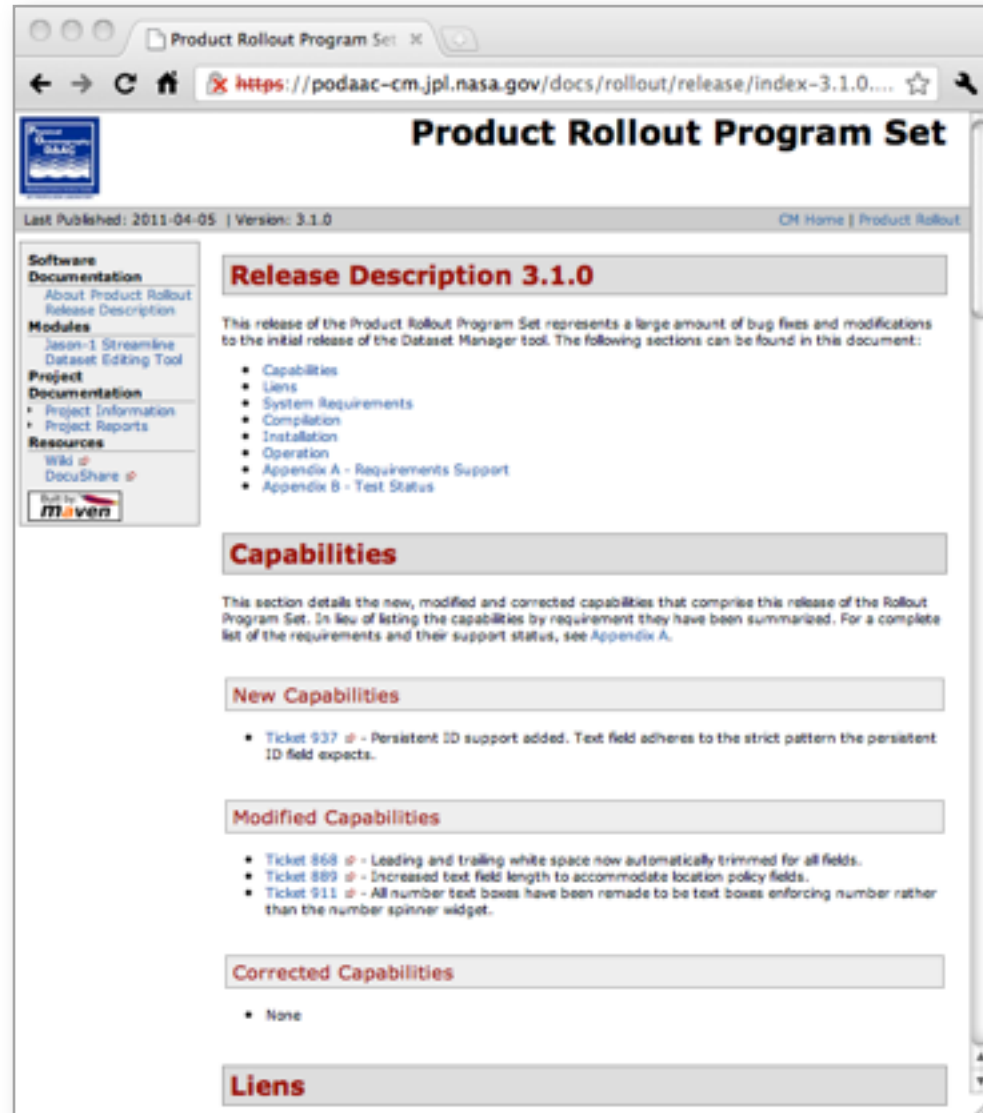 Product Rollout Program Set
https://podaac-cm.jpl.nasa.gov/docs/rollout/release/index-3.1.0....
Physical
Oceanography
DAAC
Product Rollout Program Set
Last Published: 2011-04-05 | Version: 3.1.0
CM Home | Product Rollout
Software
Documentation
About Product Rollout
Release Description
Modules
Jason-1 Streamline
Dataset Editing Tool
Project
Documentation
Project Information
Project Reports
Resources
Wiki
DocuShare
Built by
maven
Release Description 3.1.0
This release of the Product Rollout Program Set represents a large amount of bug fixes and modifications
to the initial release of the Dataset Manager tool. The following sections can be found in this document:
• Capabilities
• Liens
• System Requirements
• Compilation
• Installation
• Operation
• Appendix A - Requirements Support
• Appendix B - Test Status
Capabilities
This section details the new, modified and corrected capabilities that comprise this release of the Rollout
Program Set. In lieu of listing the capabilities by requirement they have been summarized. For a complete
list of the requirements and their support status, see Appendix A.
New Capabilities
• Ticket 937 - Persistent ID support added. Text field adheres to the strict pattern the persistent
ID field expects.
Modified Capabilities
• Ticket 868 - Leading and trailing white space now automatically trimmed for all fields.
• Ticket 889 - Increased text field length to accommodate location policy fields.
• Ticket 911 - All number text boxes have been remade to be text boxes enforcing number rather
than the number spinner widget.
Corrected Capabilities
• None
Liens